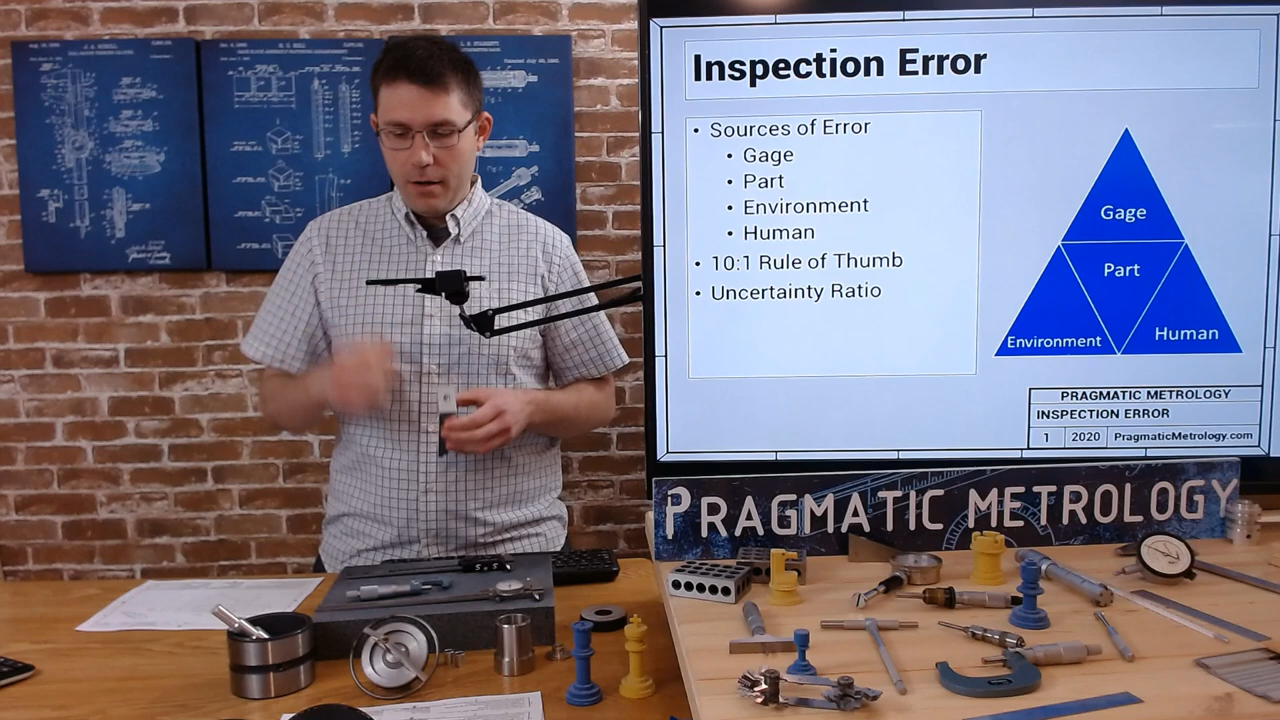 Inspection Error
• Sources of Error
• Gage
• Part
• Environment
• Human
• 10:1 Rule of Thumb
• Uncertainty Ratio
Gage
Part
Environment
Human
PRAGMATIC METROLOGY
INSPECTION ERROR
1 2020 PragmaticMetrology.com
PRAGMATIC METROLOGY